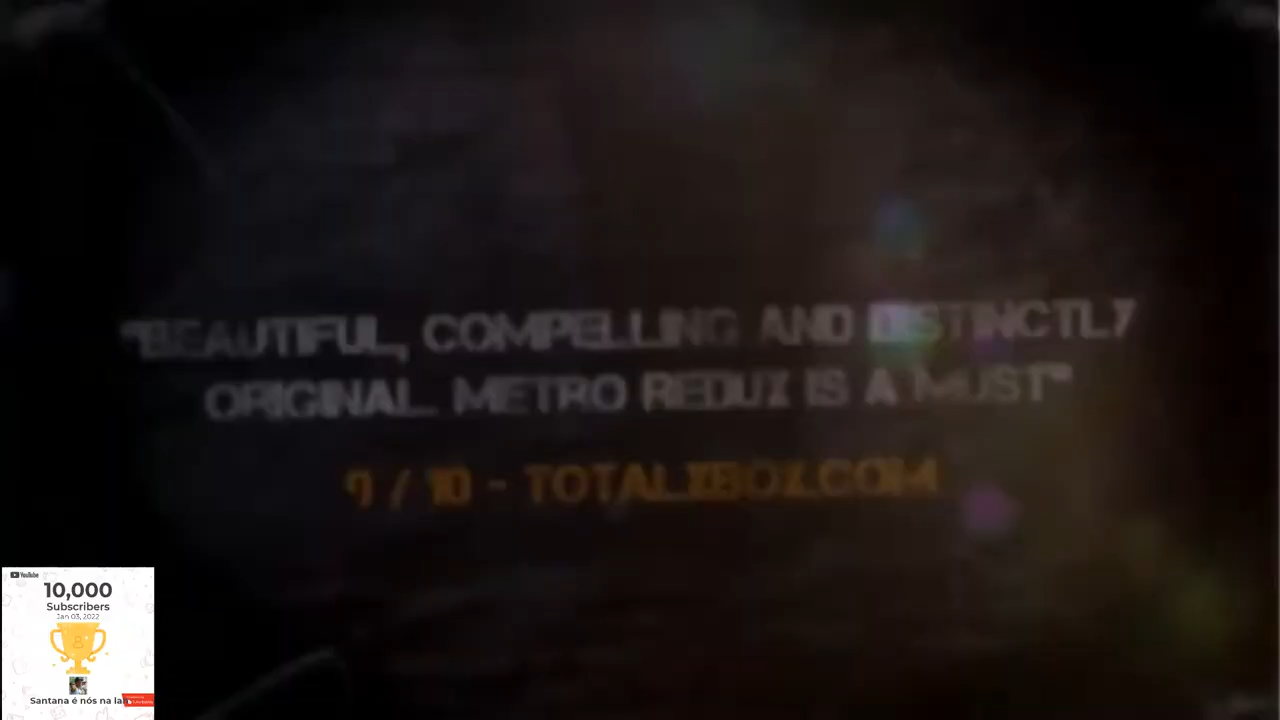 "BEAUTIFUL, COMPELLING AND DISTINCTLY
ORIGINAL. METRO REDUX IS A MUST"
9 / 10 - TOTALXBOX.COM
YouTube
10,000
Subscribers
Jan 03, 2022
Santana é nós na la